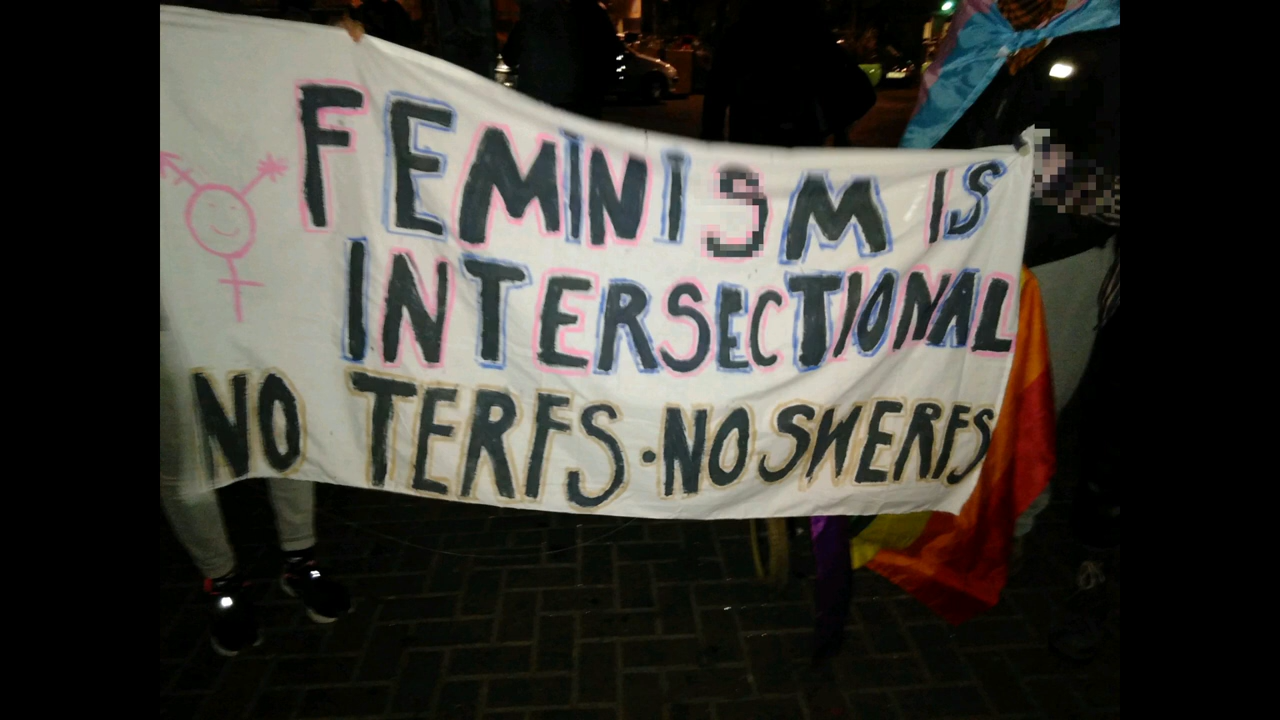 FEMINISM IS
INTERSECTIONAL
NO TERFS · NO SWERFS